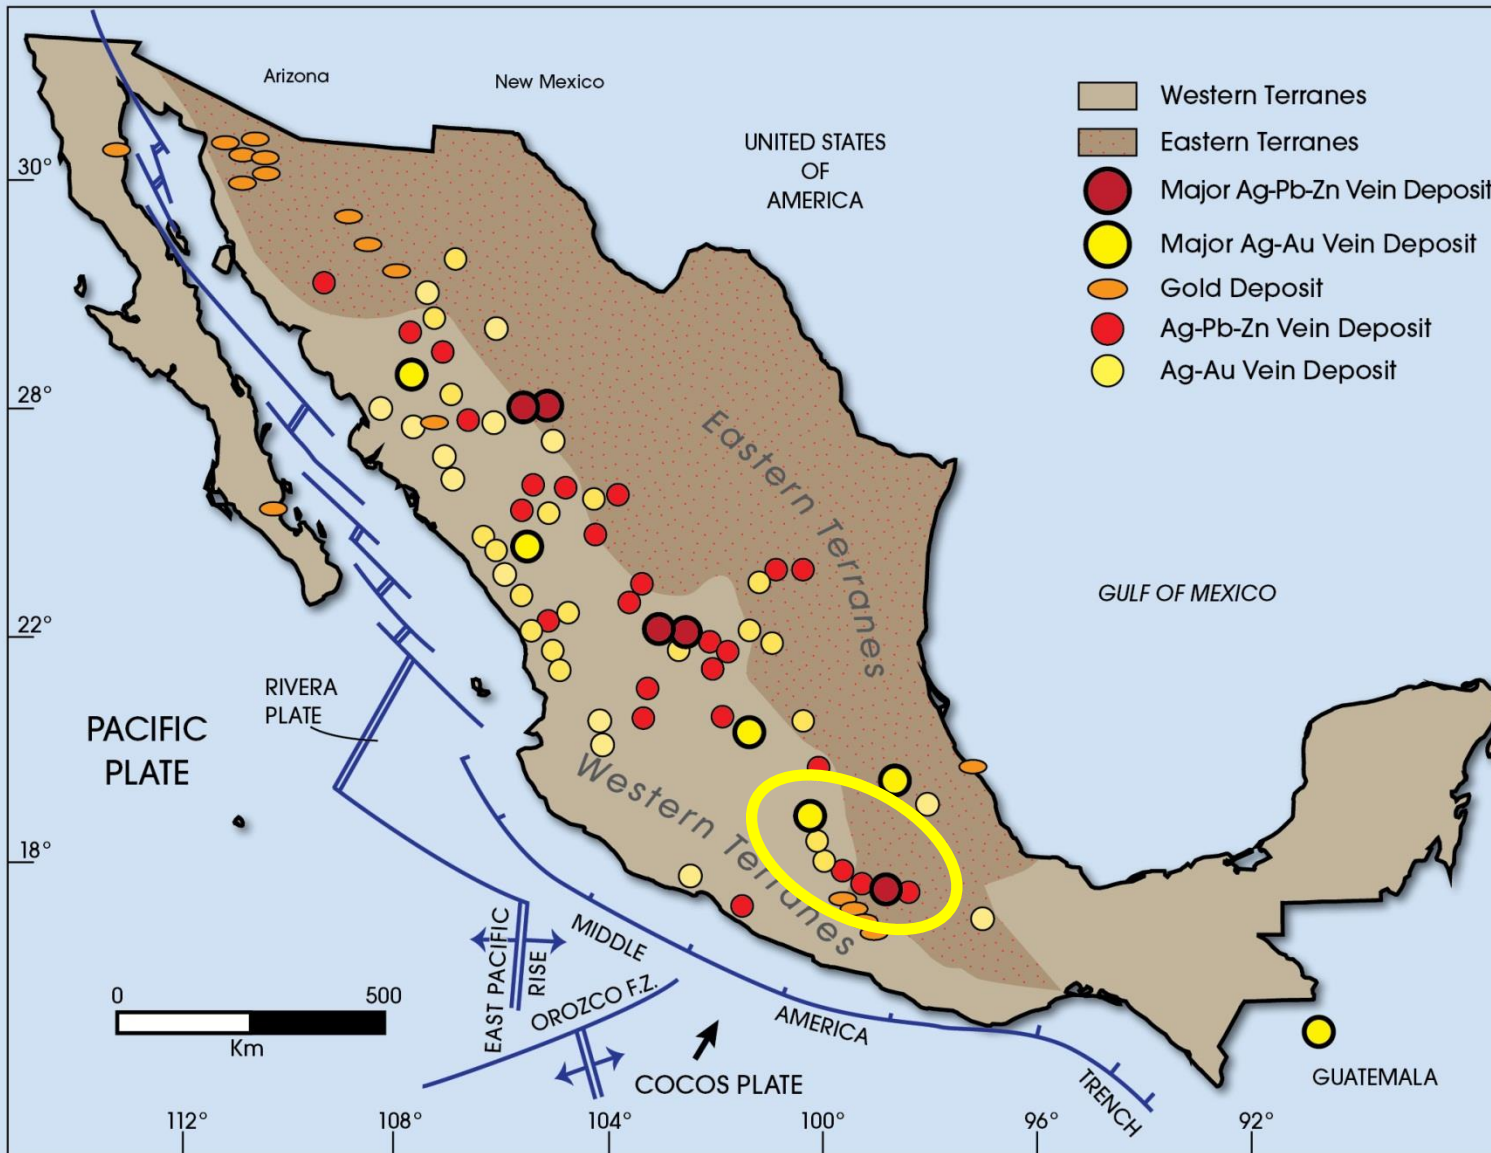 Arizona
New Mexico
UNITED STATES
OF
AMERICA
Western Terranes
Eastern Terranes
Major Ag-Pb-Zn Vein Deposit
Major Ag-Au Vein Deposit
Gold Deposit
Ag-Pb-Zn Vein Deposit
Ag-Au Vein Deposit
30°
28°
22°
18°
Eastern Terranes
Western Terranes
GULF OF MEXICO
RIVERA
PLATE
PACIFIC
PLATE
EAST PACIFIC
RISE
MIDDLE
AMERICA
TRENCH
OROZCO F.Z.
COCOS PLATE
GUATEMALA
0
500
Km
112°
108°
104°
100°
96°
92°